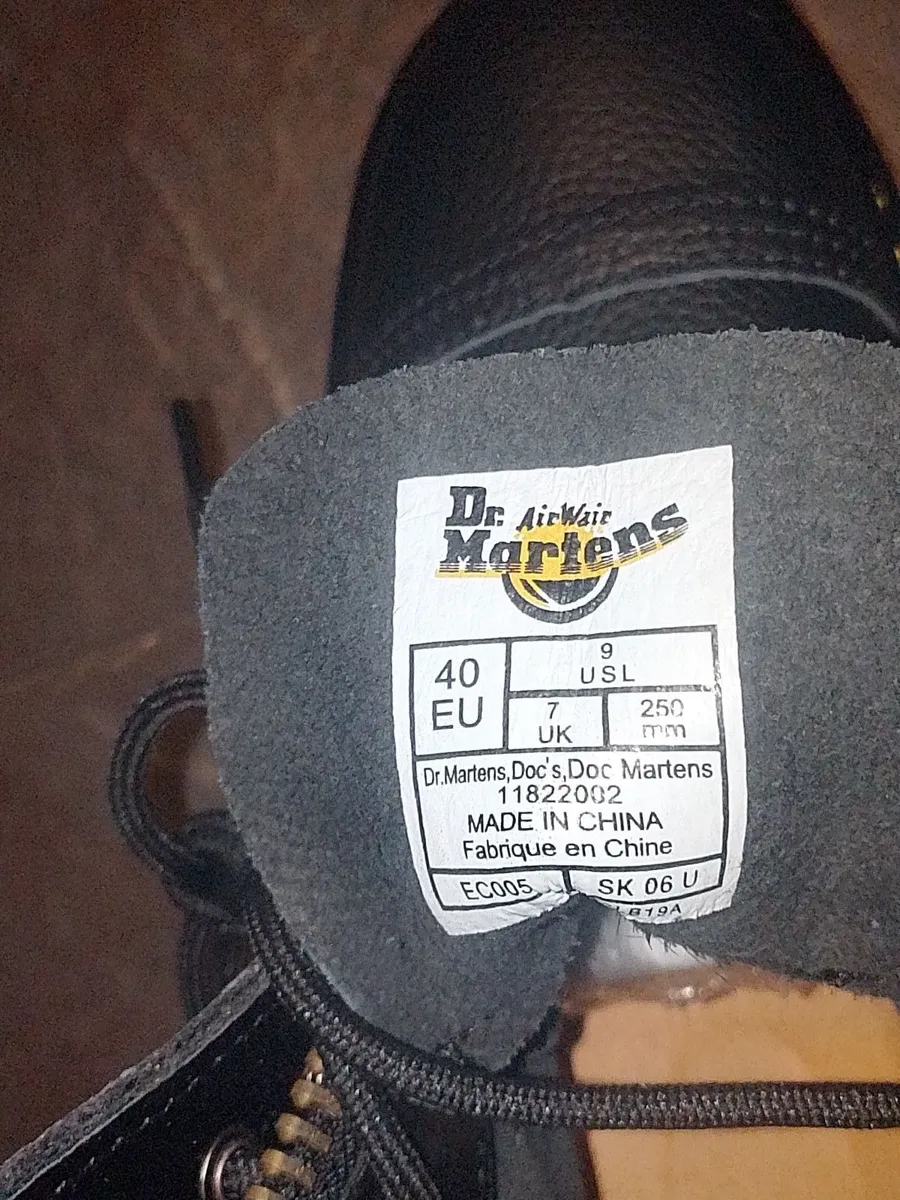 Dr. AirWair
Martens
40
EU
9
USL
7
UK
250
mm
Dr.Martens,Doc's,Doc Martens
11822002
MADE IN CHINA
Fabrique en Chine
EC005
SK 06 U
B19A